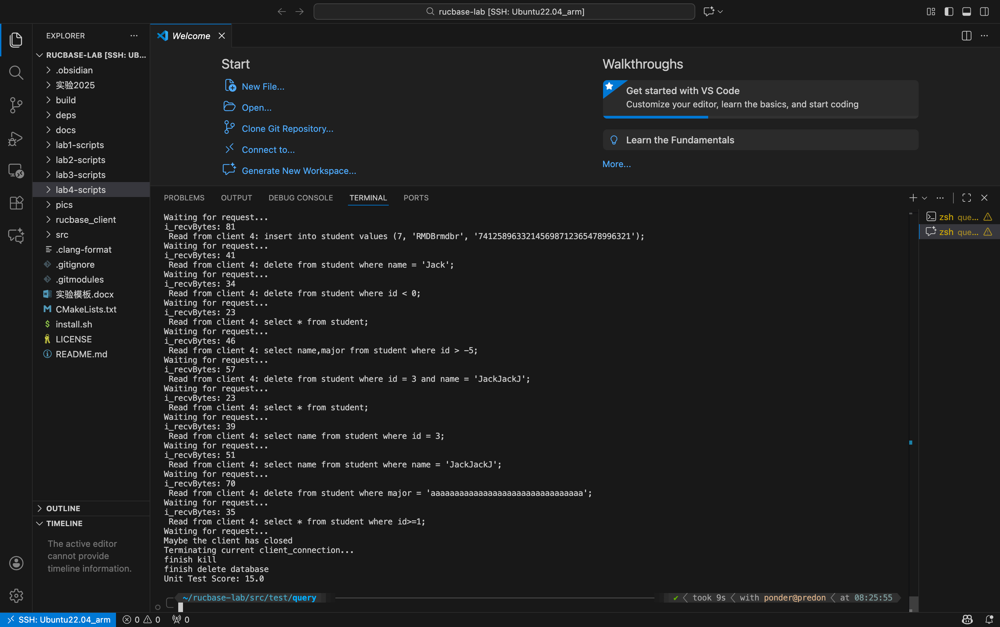 rucbase-lab [SSH: Ubuntu22.04_arm]
EXPLORER
RUCBASE-LAB [SSH: UB...
.obsidian
实验2025
build
deps
docs
lab1-scripts
lab2-scripts
lab3-scripts
lab4-scripts
pics
rucbase_client
src
.clang-format
.gitignore
.gitmodules
实验模板.docx
CMakeLists.txt
install.sh
LICENSE
README.md
OUTLINE
TIMELINE
The active editor
cannot provide
timeline information.
Welcome
Start
New File...
Open...
Clone Git Repository...
Connect to...
Generate New Workspace...
Walkthroughs
Get started with VS Code
Customize your editor, learn the basics, and start coding
Learn the Fundamentals
More...
PROBLEMS OUTPUT DEBUG CONSOLE TERMINAL PORTS
Waiting for request...
i_recvBytes: 81
Read from client 4: insert into student values (7, 'RMDBrmdbr', '74125896332145698712365478996321');
Waiting for request...
i_recvBytes: 41
Read from client 4: delete from student where name = 'Jack';
Waiting for request...
i_recvBytes: 34
Read from client 4: delete from student where id < 0;
Waiting for request...
i_recvBytes: 23
Read from client 4: select * from student;
Waiting for request...
i_recvBytes: 46
Read from client 4: select name,major from student where id > -5;
Waiting for request...
i_recvBytes: 57
Read from client 4: delete from student where id = 3 and name = 'JackJackJ';
Waiting for request...
i_recvBytes: 23
Read from client 4: select * from student;
Waiting for request...
i_recvBytes: 39
Read from client 4: select name from student where id = 3;
Waiting for request...
i_recvBytes: 51
Read from client 4: select name from student where name = 'JackJackJ';
Waiting for request...
i_recvBytes: 70
Read from client 4: delete from student where major = 'aaaaaaaaaaaaaaaaaaaaaaaaaaaaaaaa';
Waiting for request...
i_recvBytes: 35
Read from client 4: select * from student where id>=1;
Waiting for request...
Maybe the client has closed
Terminating current client_connection...
finish kill
finish delete database
Unit Test Score: 15.0
~/rucbase-lab/src/test/query ✔ took 9s with ponder@predon at 08:25:55
zsh que...
zsh que...
SSH: Ubuntu22.04_arm 0 0 0